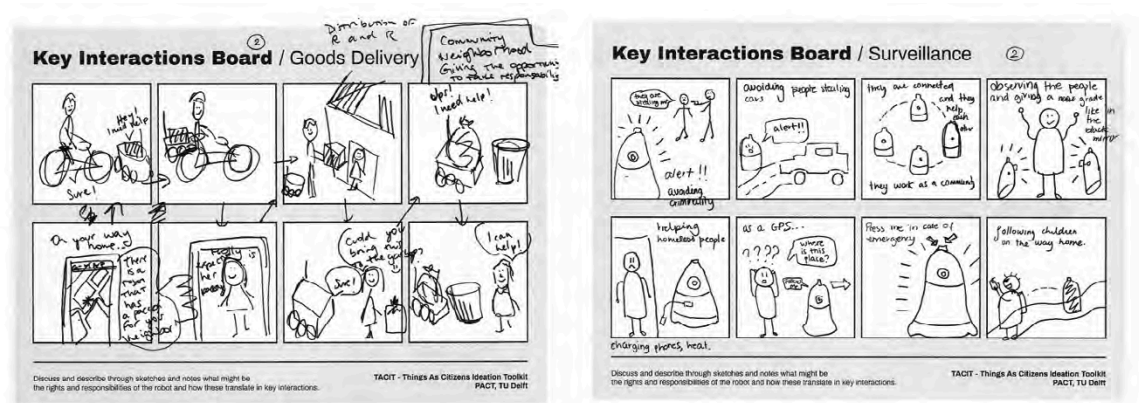 Distribution of
R and R
2
Key Interactions Board / Goods Delivery
Community
Neighborhood
Giving the opportunity
to take responsability
Hey!
I need help
Sure!
Ups!
I need help!
On your way
home...
There
is a
robot
that
has
a
for your
neighbor!
is
her
Could you
bring this
to the garbage?
Sure!
I can
help!
Discuss and describe through sketches and notes what might be
the rights and responsibilities of the robot and how these translate in key interactions.
TACIT - Things As Citizens Ideation Toolkit
PACT, TU Delft
Key Interactions Board / Surveillance
2
they are
stealing me
alert!!
avoiding
criminality
avoiding people stealing
cars
alert!!
they are connected
and they
help
each
other
they work as a community
observing the people
and giving a grade
like in
the
black
mirror
helping
homeless people
charging phones, heat.
as a GPS...
? ? ? ?
where
is this
place?
Press me in case of
emergency
following children
on the way home.
Discuss and describe through sketches and notes what might be
the rights and responsibilities of the robot and how these translate in key interactions.
TACIT - Things As Citizens Ideation Toolkit
PACT, TU Delft